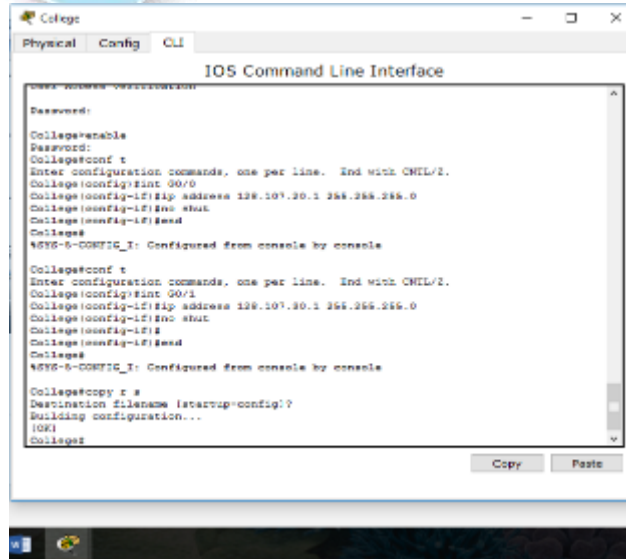 College
Physical Config CLI
IOS Command Line Interface
User Access Verification
Password:
College>enable
Password:
College#conf t
Enter configuration commands, one per line. End with CNTL/Z.
College(config)#int G0/0
College(config-if)#ip address 128.107.20.1 255.255.255.0
College(config-if)#no shut
College(config-if)#end
College#
%SYS-5-CONFIG_I: Configured from console by console
College#conf t
Enter configuration commands, one per line. End with CNTL/Z.
College(config)#int G0/1
College(config-if)#ip address 128.107.30.1 255.255.255.0
College(config-if)#no shut
College(config-if)#
College(config-if)#end
College#
%SYS-5-CONFIG_I: Configured from console by console
College#copy r s
Destination filename [startup-config]?
Building configuration...
[OK]
College#
Copy Paste